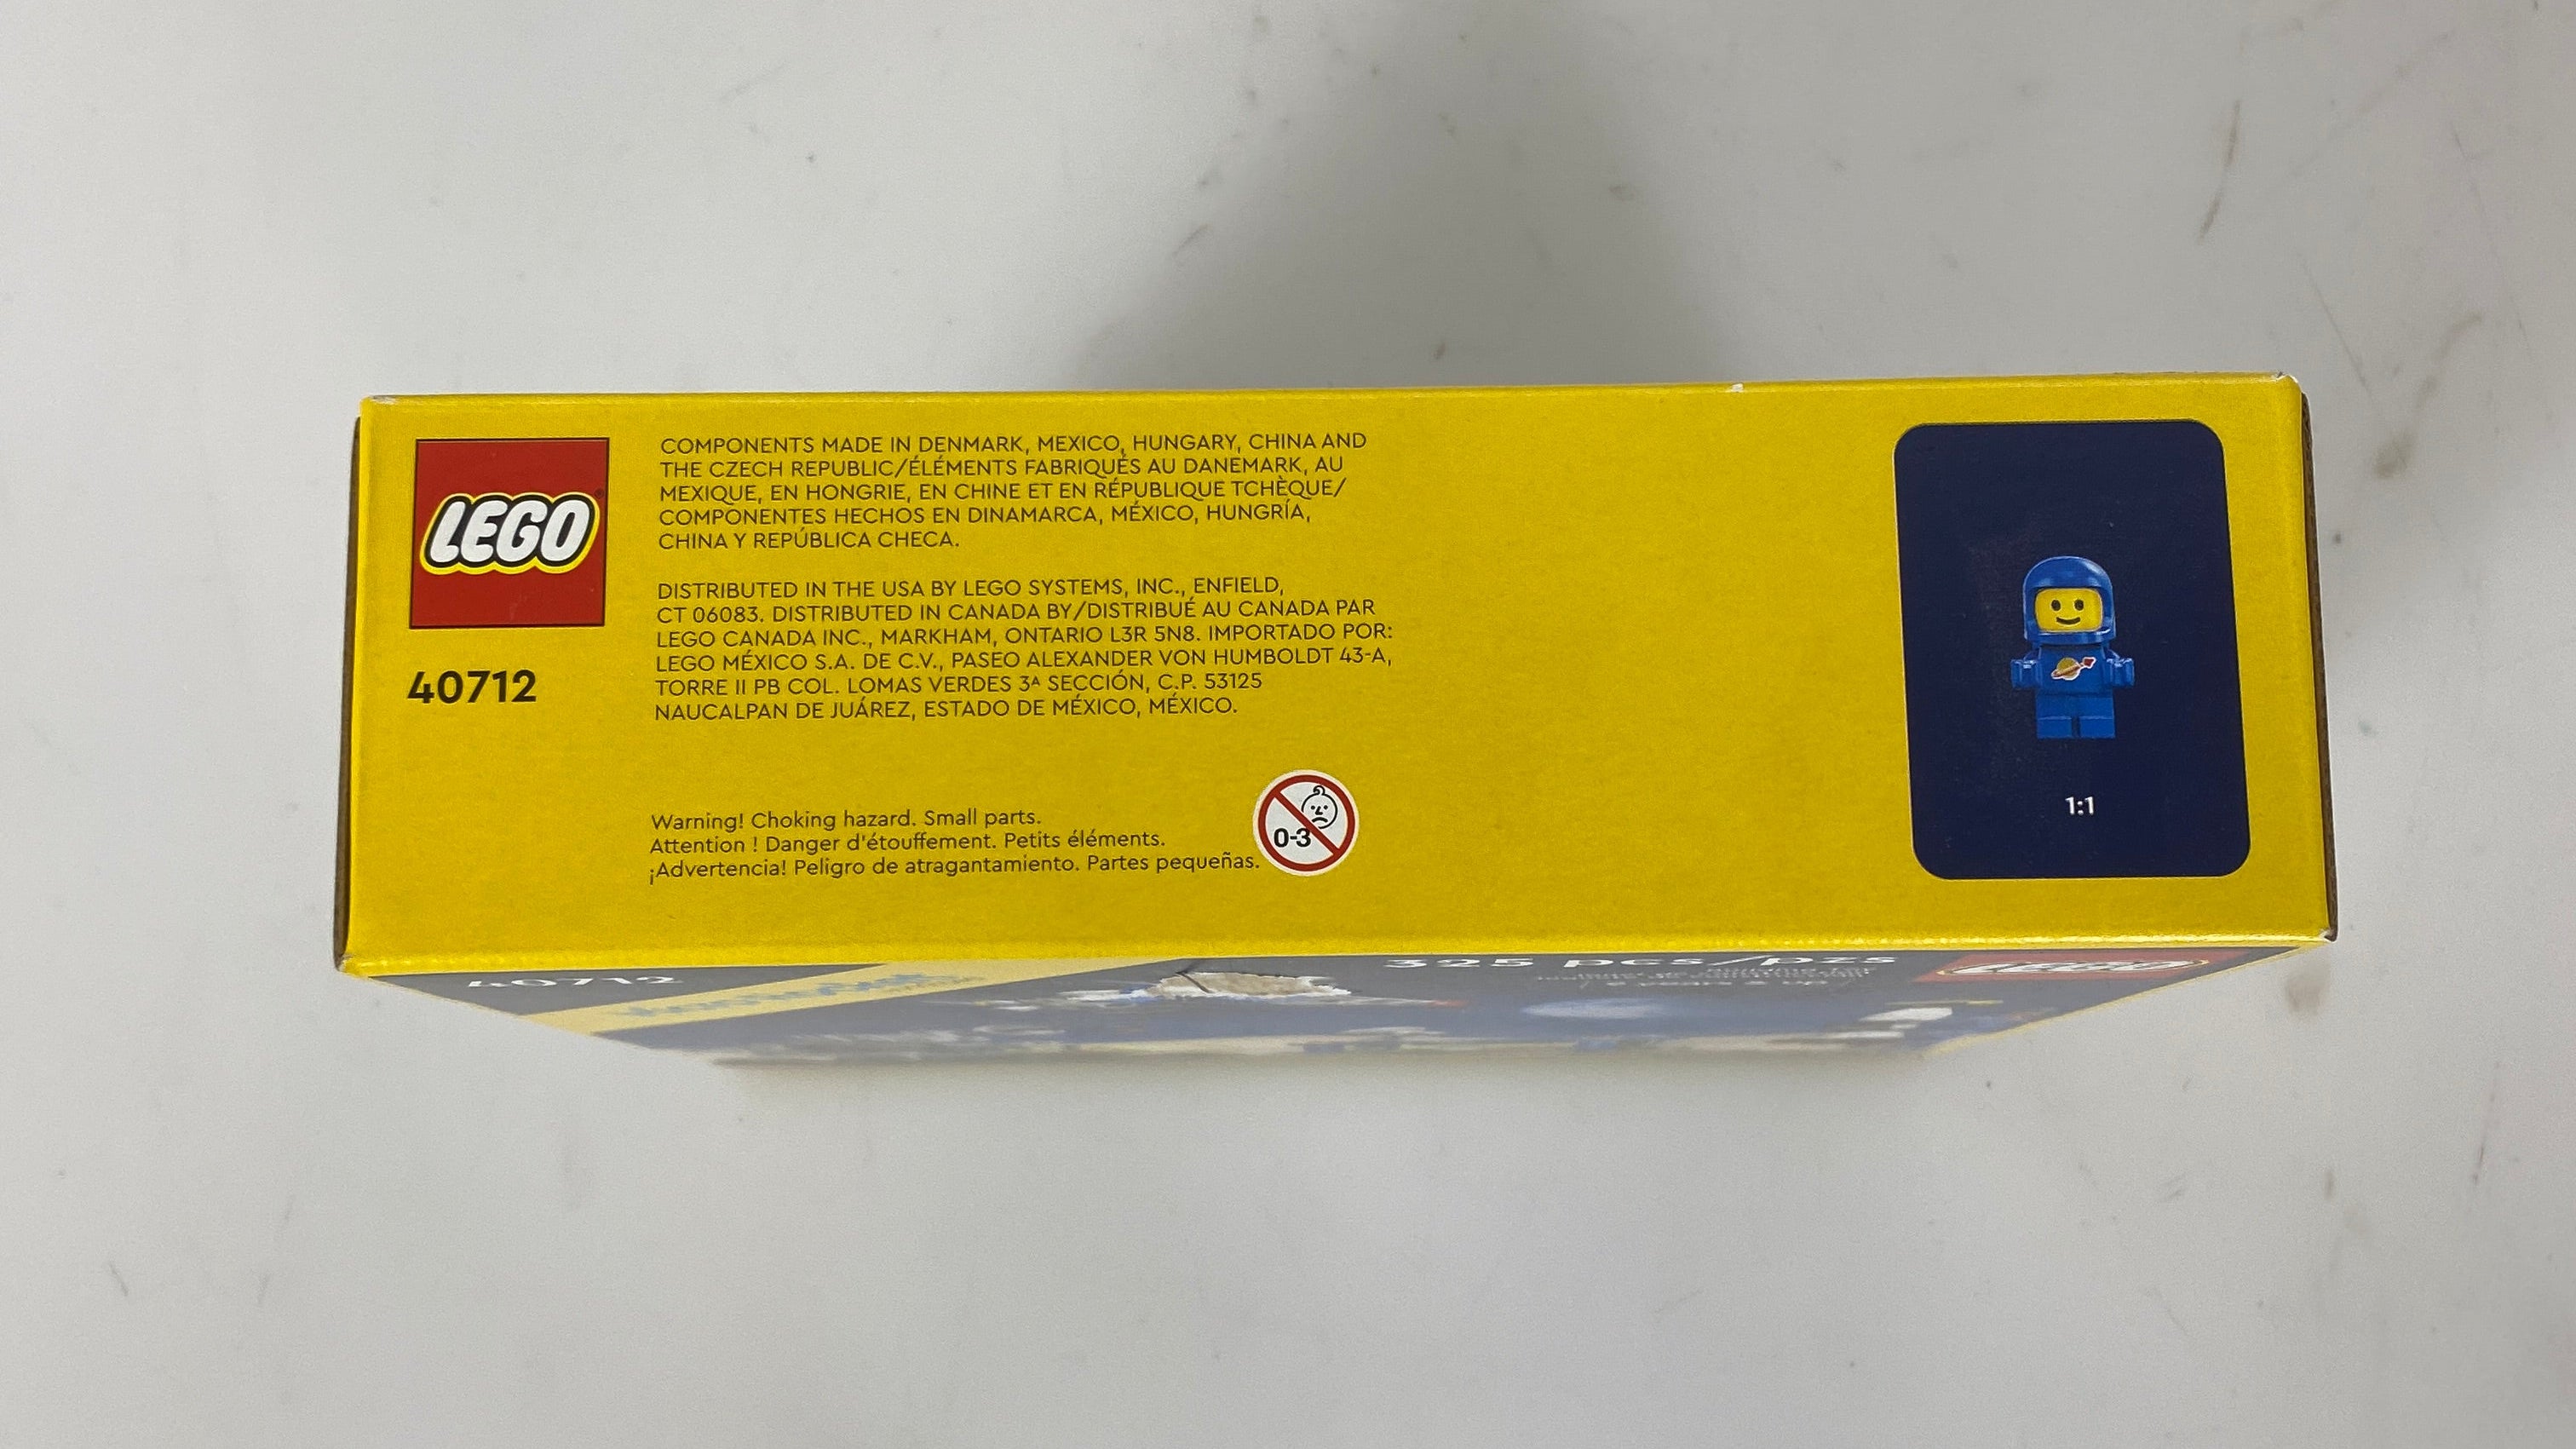 LEGO
40712
COMPONENTS MADE IN DENMARK, MEXICO, HUNGARY, CHINA AND
THE CZECH REPUBLIC/ÉLÉMENTS FABRIQUÉS AU DANEMARK, AU
MEXIQUE, EN HONGRIE, EN CHINE ET EN RÉPUBLIQUE TCHÈQUE/
COMPONENTES HECHOS EN DINAMARCA, MÉXICO, HUNGRÍA,
CHINA Y REPÚBLICA CHECA.
DISTRIBUTED IN THE USA BY LEGO SYSTEMS, INC., ENFIELD,
CT 06083. DISTRIBUTED IN CANADA BY/DISTRIBUÉ AU CANADA PAR
LEGO CANADA INC., MARKHAM, ONTARIO L3R 5N8. IMPORTADO POR:
LEGO MÉXICO S.A. DE C.V., PASEO ALEXANDER VON HUMBOLDT 43-A,
TORRE II PB COL. LOMAS VERDES 3ᴬ SECCIÓN, C.P. 53125
NAUCALPAN DE JUÁREZ, ESTADO DE MÉXICO, MÉXICO.
Warning! Choking hazard. Small parts.
Attention ! Danger d'étouffement. Petits éléments.
¡Advertencia! Peligro de atragantamiento. Partes pequeñas.
0-3
1:1
40712
325 pcs/pzs
LEGO